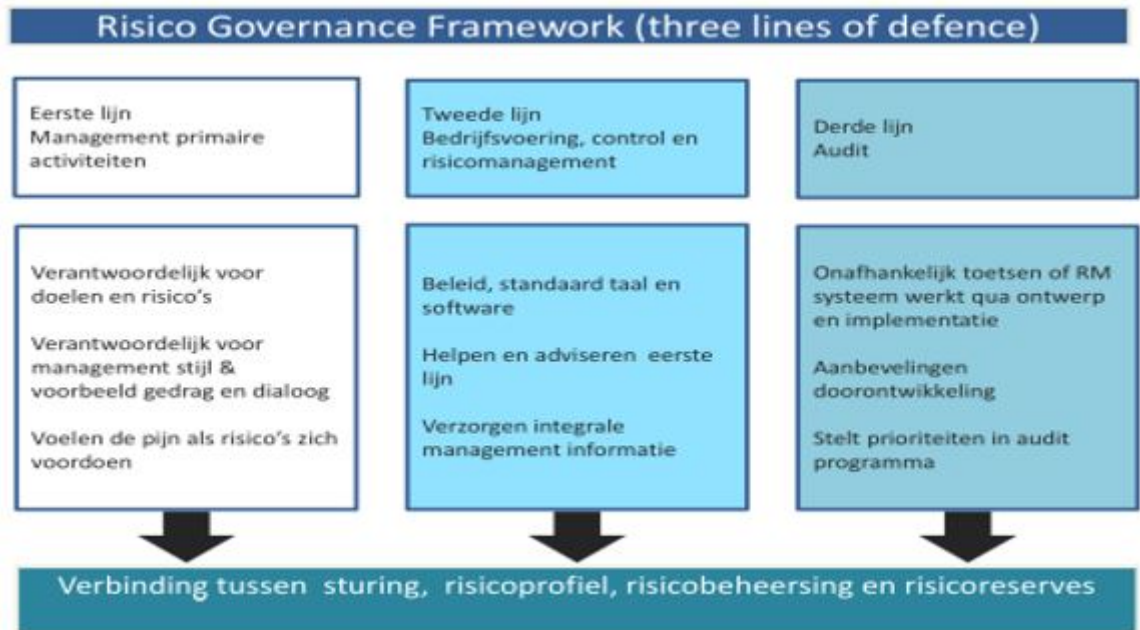 Risico Governance Framework (three lines of defence)
Eerste lijn
Management primaire
activiteiten
Tweede lijn
Bedrijfsvoering, control en
risicomanagement
Derde lijn
Audit
Verantwoordelijk voor
doelen en risico's
Verantwoordelijk voor
management stijl &
voorbeeld gedrag en dialoog
Voelen de pijn als risico's zich
voordoen
Beleid, standaard taal en
software
Helpen en adviseren eerste
lijn
Verzorgen integrale
management informatie
Onafhankelijk toetsen of RM
systeem werkt qua ontwerp
en implementatie
Aanbevelingen
doorontwikkeling
Stelt prioriteiten in audit
programma
Verbinding tussen sturing, risicoprofiel, risicobeheersing en risicoreserves